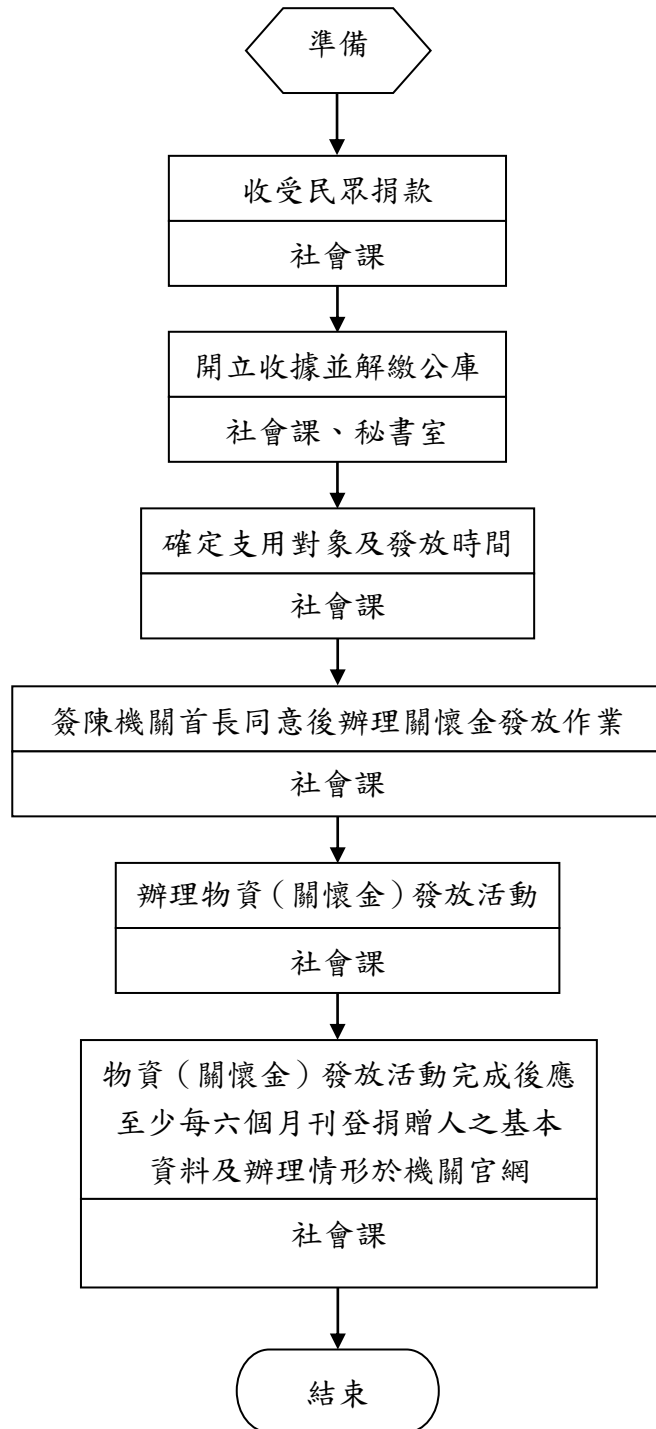 準備
收受民眾捐款
社會課
開立收據並解繳公庫
社會課、秘書室
確定支用對象及發放時間
社會課
簽陳機關首長同意後辦理關懷金發放作業
社會課
辦理物資（關懷金）發放活動
社會課
物資（關懷金）發放活動完成後應
至少每六個月刊登捐贈人之基本
資料及辦理情形於機關官網
社會課
結束